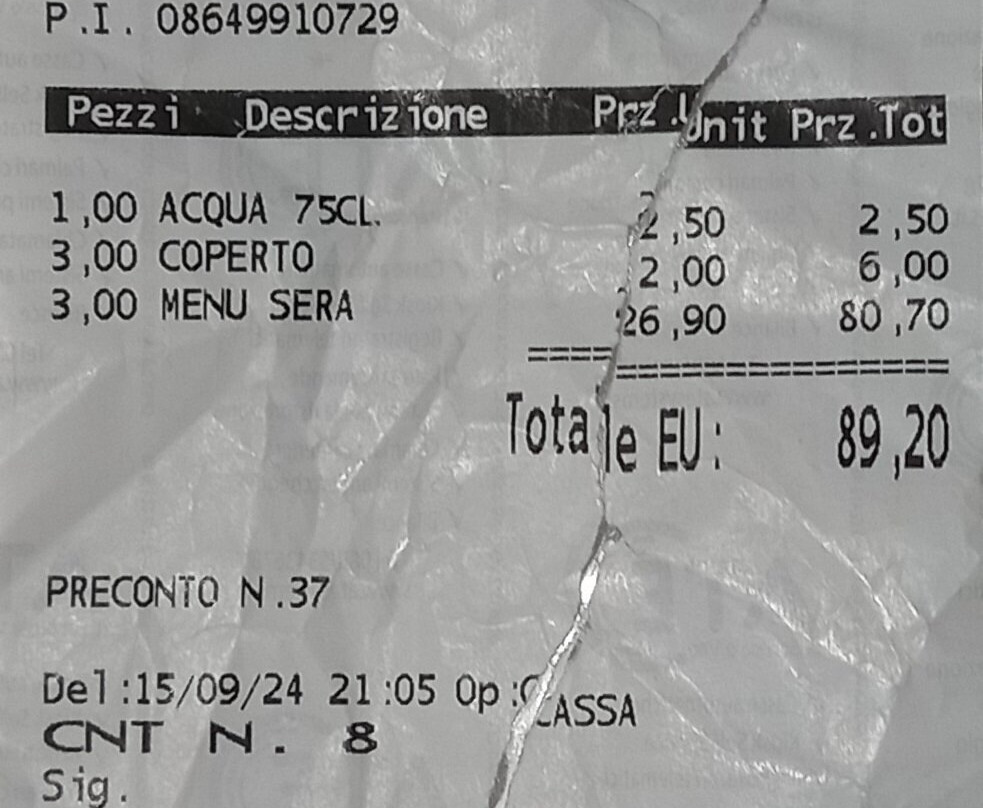 P.I. 08649910729
Pezzi Descrizione Prz.Unit Prz.Tot
1,00 ACQUA 75CL. 2,50 2,50
3,00 COPERTO 2,00 6,00
3,00 MENU SERA 26,90 80,70
====================
Totale EU: 89,20
PRECONTO N.37
Del:15/09/24 21:05 Op:CASSA
CNT N. 8
Sig.